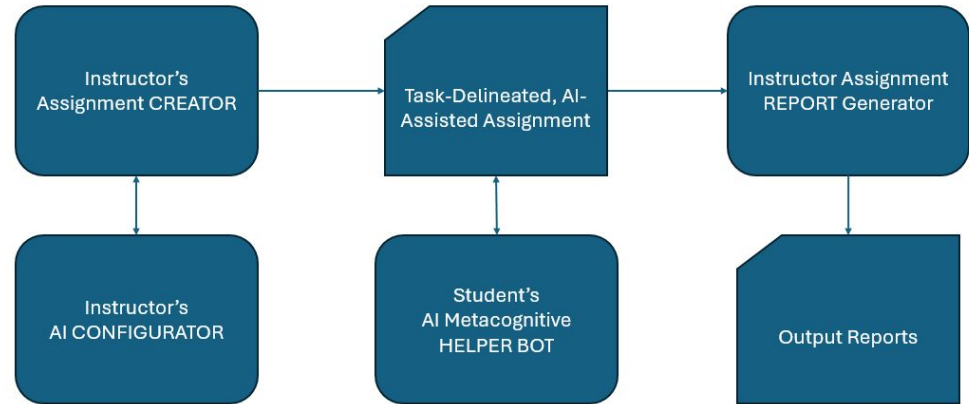 Instructor's
Assignment CREATOR
Task-Delineated, AI-
Assisted Assignment
Instructor Assignment
REPORT Generator
Instructor's
AI CONFIGURATOR
Student's
AI Metacognitive
HELPER BOT
Output Reports